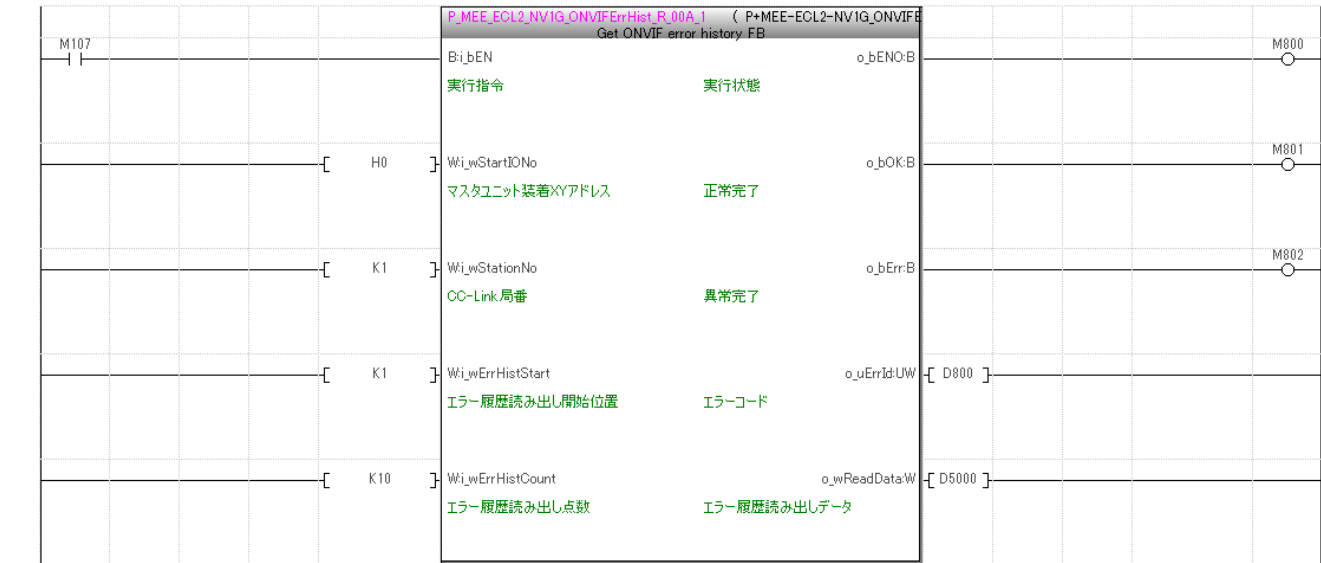 P_MEE_ECL2_NV1G_ONVIFErrHist_R_00A_1 ( P+MEE-ECL2-NV1G_ONVIFE
Get ONVIF error history FB
M107
B:i_bEN
o_bENO:B
M800
実行指令
実行状態
H0
W:i_wStartIONo
o_bOK:B
M801
マスタユニット装着XYアドレス
正常完了
K1
W:i_wStationNo
o_bErr:B
M802
CC-Link局番
異常完了
K1
W:i_wErrHistStart
o_uErrId:UW
D800
エラー履歴読み出し開始位置
エラーコード
K10
W:i_wErrHistCount
o_wReadData:W
D5000
エラー履歴読み出し点数
エラー履歴読み出しデータ